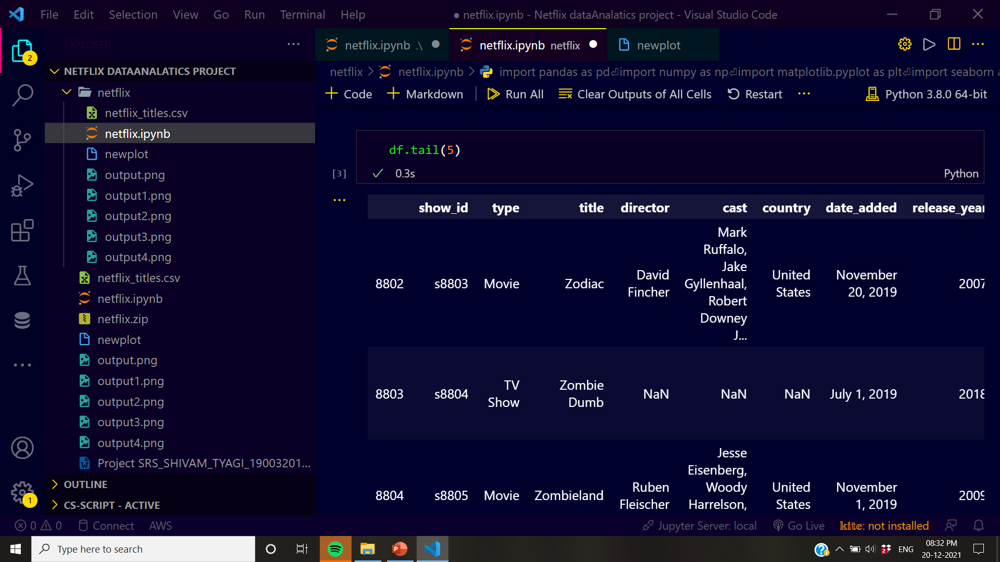 File Edit Selection View Go Run Terminal Help
● netflix.ipynb - Netflix dataAnalatics project - Visual Studio Code
2
EXPLORER
NETFLIX DATAANALATICS PROJECT
netflix
netflix_titles.csv
netflix.ipynb
newplot
output.png
output1.png
output2.png
output3.png
output4.png
netflix_titles.csv
netflix.ipynb
netflix.zip
newplot
output.png
output1.png
output2.png
output3.png
output4.png
Project SRS_SHIVAM_TYAGI_19003201...
OUTLINE
CS-SCRIPT - ACTIVE
1
netflix.ipynb .\
netflix.ipynb netflix
newplot
netflix > netflix.ipynb > import pandas as pd⏎import numpy as np⏎import matplotlib.pyplot as plt⏎import seaborn a
Code Markdown Run All Clear Outputs of All Cells Restart ... Python 3.8.0 64-bit
df.tail(5)
[3] 0.3s Python
...
show_id type title director cast country date_added release_year
8802 s8803 Movie Zodiac David Fincher Mark Ruffalo, Jake Gyllenhaal, Robert Downey J... United States November 20, 2019 2007
8803 s8804 TV Show Zombie Dumb NaN NaN NaN July 1, 2019 2018
8804 s8805 Movie Zombieland Ruben Fleischer Jesse Eisenberg, Woody Harrelson, United States November 1, 2019 2009
0 0 Connect AWS Jupyter Server: local Go Live kite: not installed
Type here to search
2
ENG
08:32 PM
20-12-2021